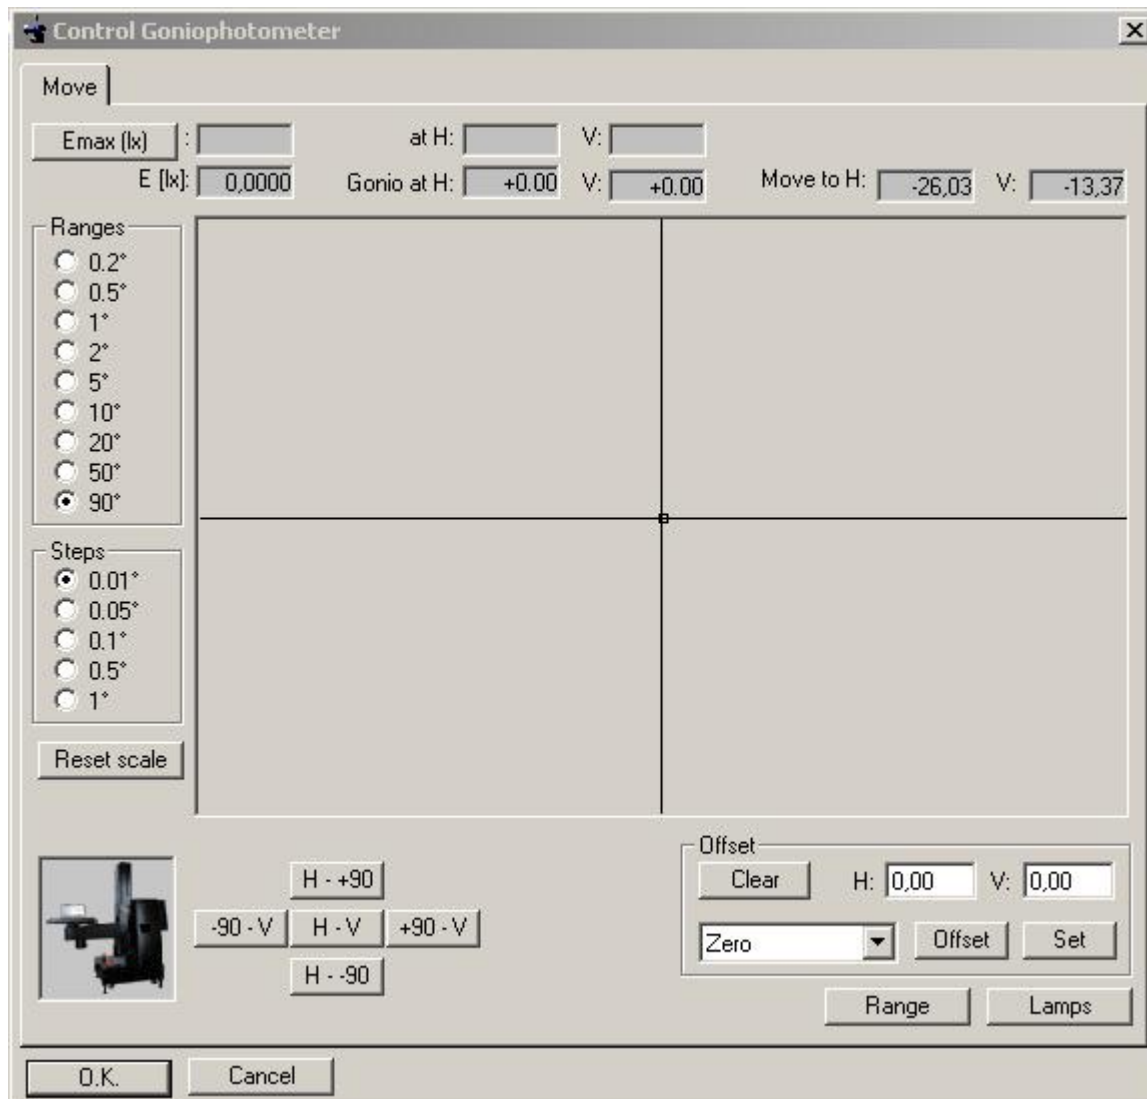 Control Goniophotometer
Move
Emax (lx) : at H: V:
E [lx]: 0,0000 Gonio at H: +0.00 V: +0.00 Move to H: -26,03 V: -13,37
Ranges
0.2°
0.5°
1°
2°
5°
10°
20°
50°
90°
Steps
0.01°
0.05°
0.1°
0.5°
1°
Reset scale
H - +90
-90 - V H - V +90 - V
H - -90
Offset
Clear H: 0,00 V: 0,00
Zero Offset Set
Range Lamps
O.K. Cancel